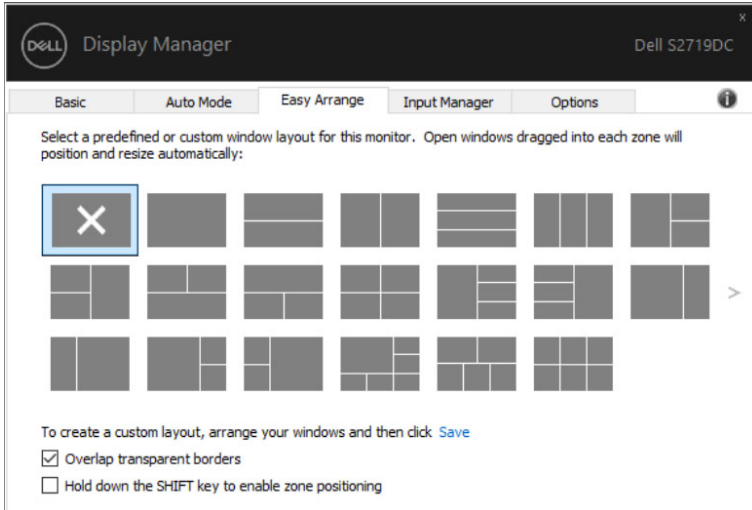 x
DELL Display Manager Dell S2719DC
Basic Auto Mode Easy Arrange Input Manager Options i
Select a predefined or custom window layout for this monitor. Open windows dragged into each zone will
position and resize automatically:
>
To create a custom layout, arrange your windows and then click Save
Overlap transparent borders
Hold down the SHIFT key to enable zone positioning